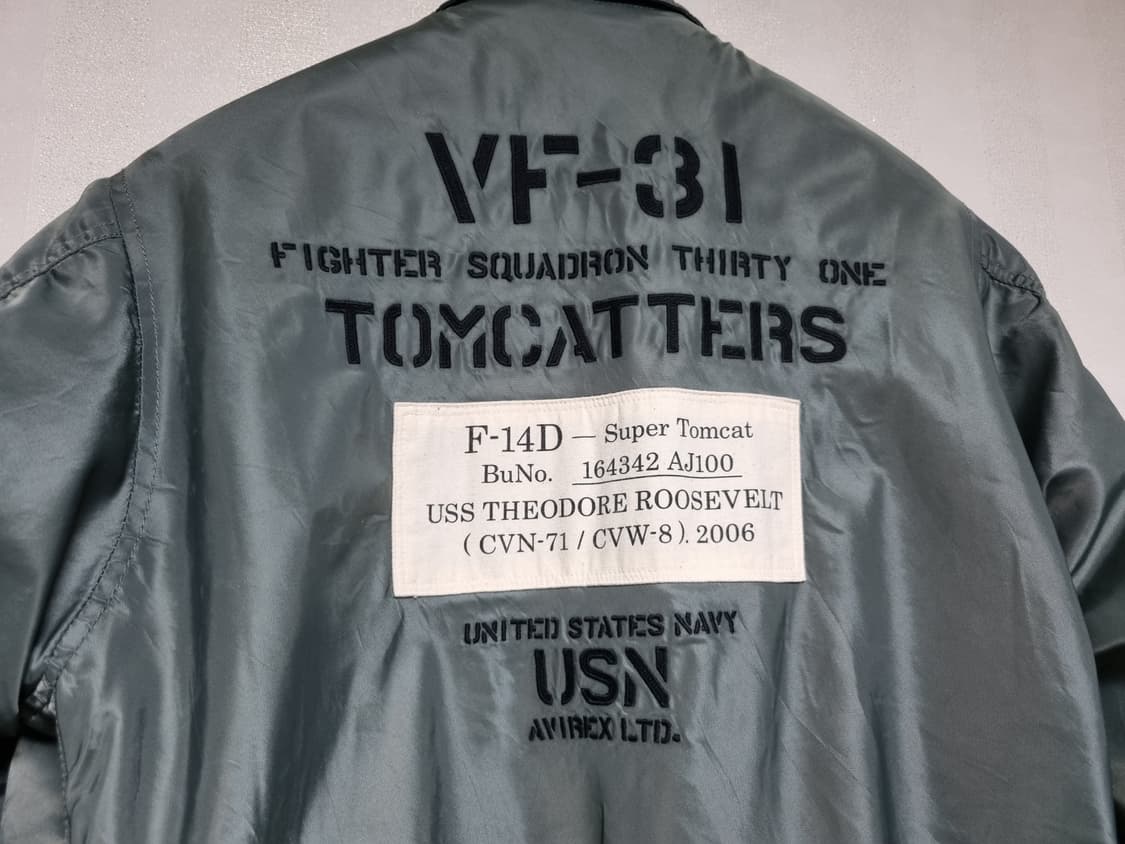 VF-31
FIGHTER SQUADRON THIRTY ONE
TOMCATTERS
F-14D — Super Tomcat
BuNo. 164342 AJ100
USS THEODORE ROOSEVELT
( CVN-71 / CVW-8 ). 2006
UNITED STATES NAVY
USN
AVIREX LTD.